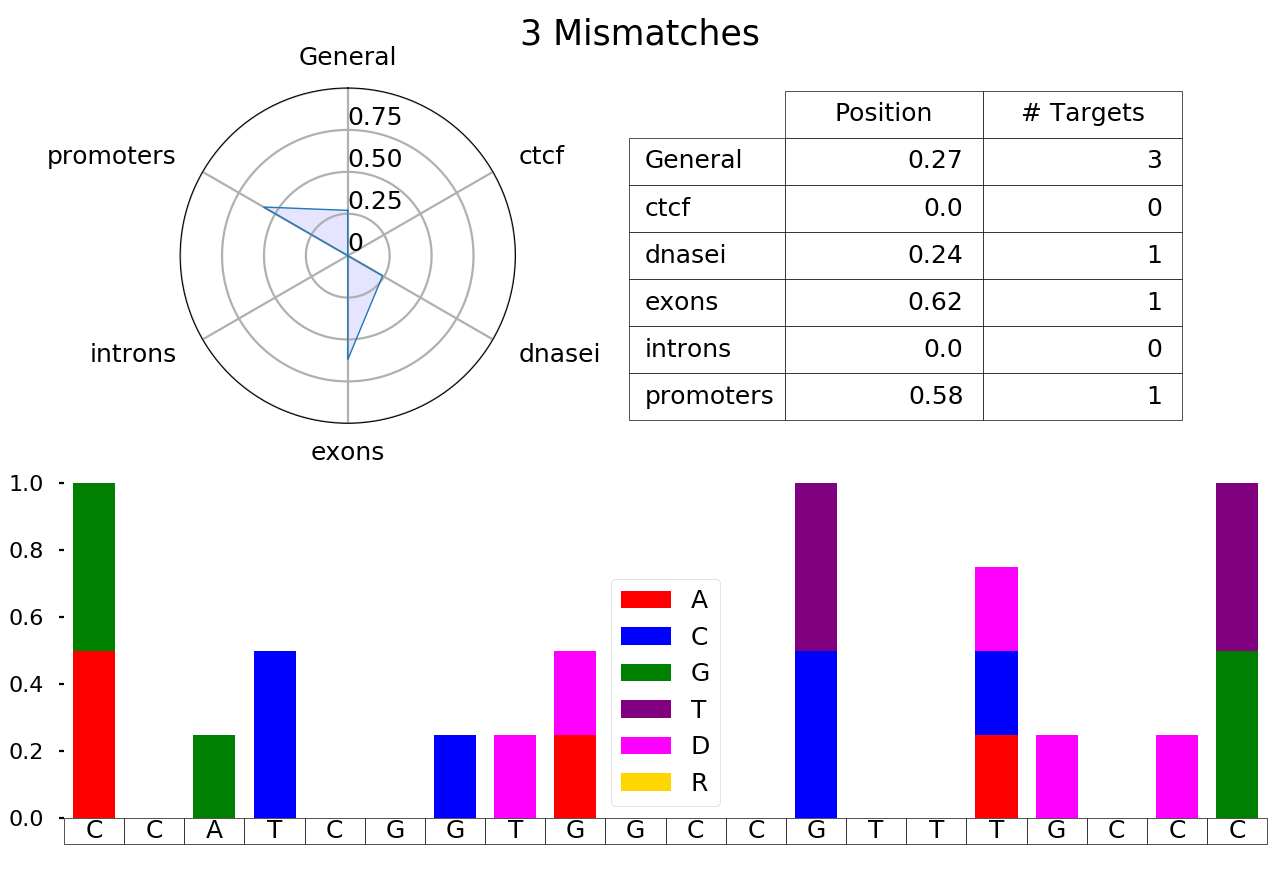 3 Mismatches
General
promoters
ctcf
0.75
0.50
0.25
0
introns
dnasei
exons
Position # Targets
General 0.27 3
ctcf 0.0 0
dnasei 0.24 1
exons 0.62 1
introns 0.0 0
promoters 0.58 1
1.0
0.8
0.6
0.4
0.2
0.0
A
C
G
T
D
R
C C A T C G G T G G C C G T T T G C C C